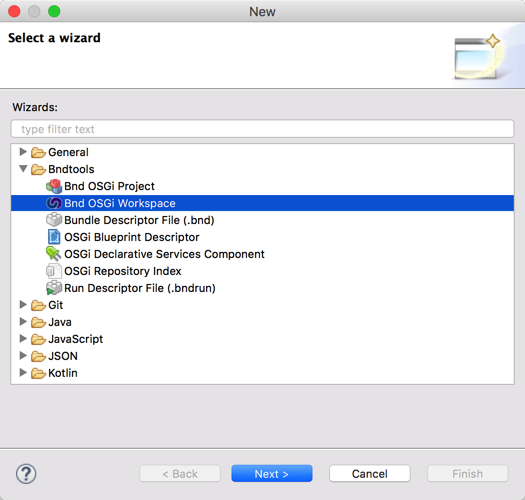 New
Select a wizard
Wizards:
type filter text
General
Bndtools
Bnd OSGi Project
Bnd OSGi Workspace
Bundle Descriptor File (.bnd)
OSGi Blueprint Descriptor
OSGi Declarative Services Component
OSGi Repository Index
Run Descriptor File (.bndrun)
Git
Java
JavaScript
JSON
Kotlin
? < Back Next > Cancel Finish